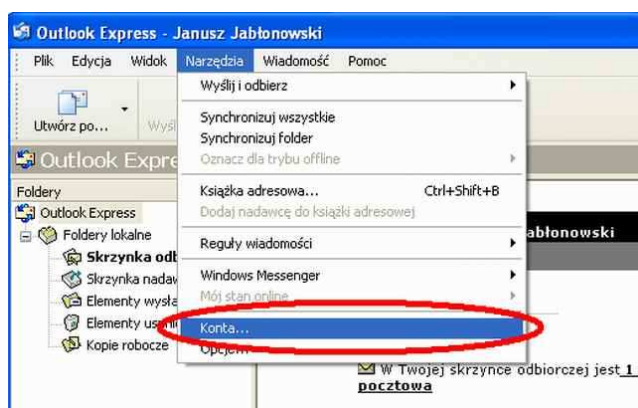 Outlook Express - Janusz Jabłonowski
Plik Edycja Widok Narzędzia Wiadomość Pomoc
Wyślij i odbierz
Synchronizuj wszystkie
Synchronizuj folder
Oznacz dla trybu offline
Książka adresowa... Ctrl+Shift+B
Dodaj nadawcę do książki adresowej
Reguły wiadomości
Windows Messenger
Mój stan online
Konta...
Opcje...
Utwórz po... Wyśl
Outlook Expre
Foldery
Outlook Express
Foldery lokalne
Skrzynka odb
Skrzynka nadaw
Elementy wysła
Elementy usunię
Kopie robocze
abłonowski
W Twojej skrzynce odbiorczej jest 1
pocztowa